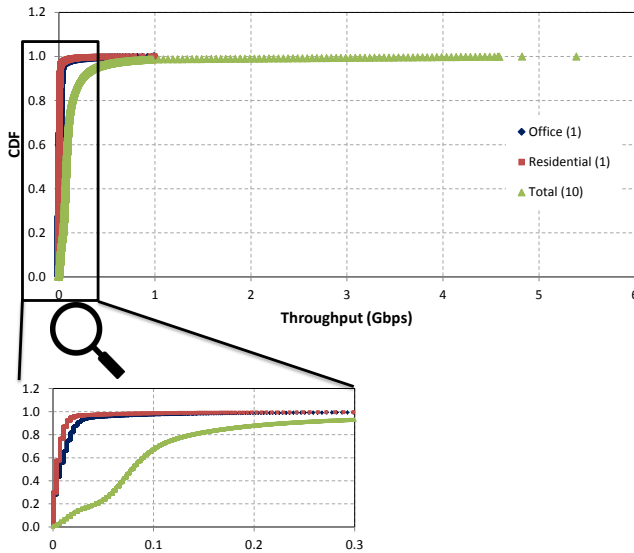 1.2
1.0
0.8
0.6
0.4
0.2
0.0
CDF
0 1 2 3 4 5 6
Throughput (Gbps)
Office (1)
Residential (1)
Total (10)
1.2
1.0
0.8
0.6
0.4
0.2
0.0
0 0.1 0.2 0.3